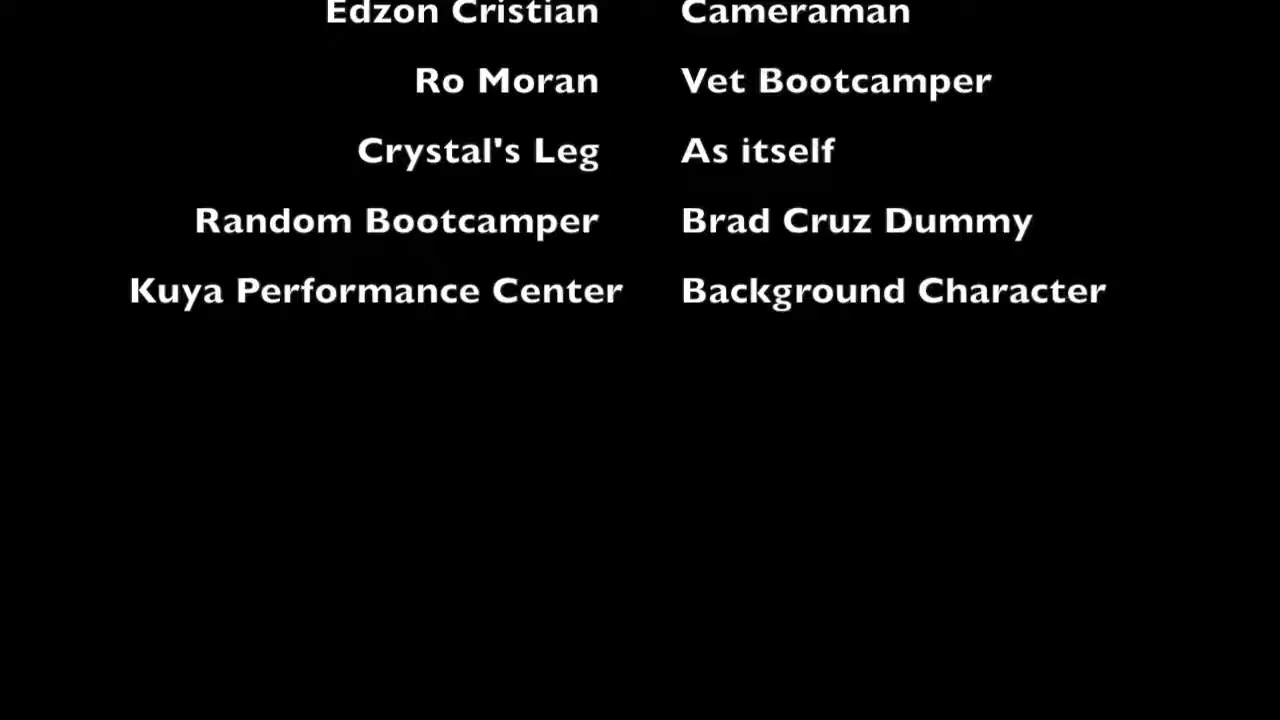 Edzon Cristian Cameraman
Ro Moran Vet Bootcamper
Crystal's Leg As itself
Random Bootcamper Brad Cruz Dummy
Kuya Performance Center Background Character